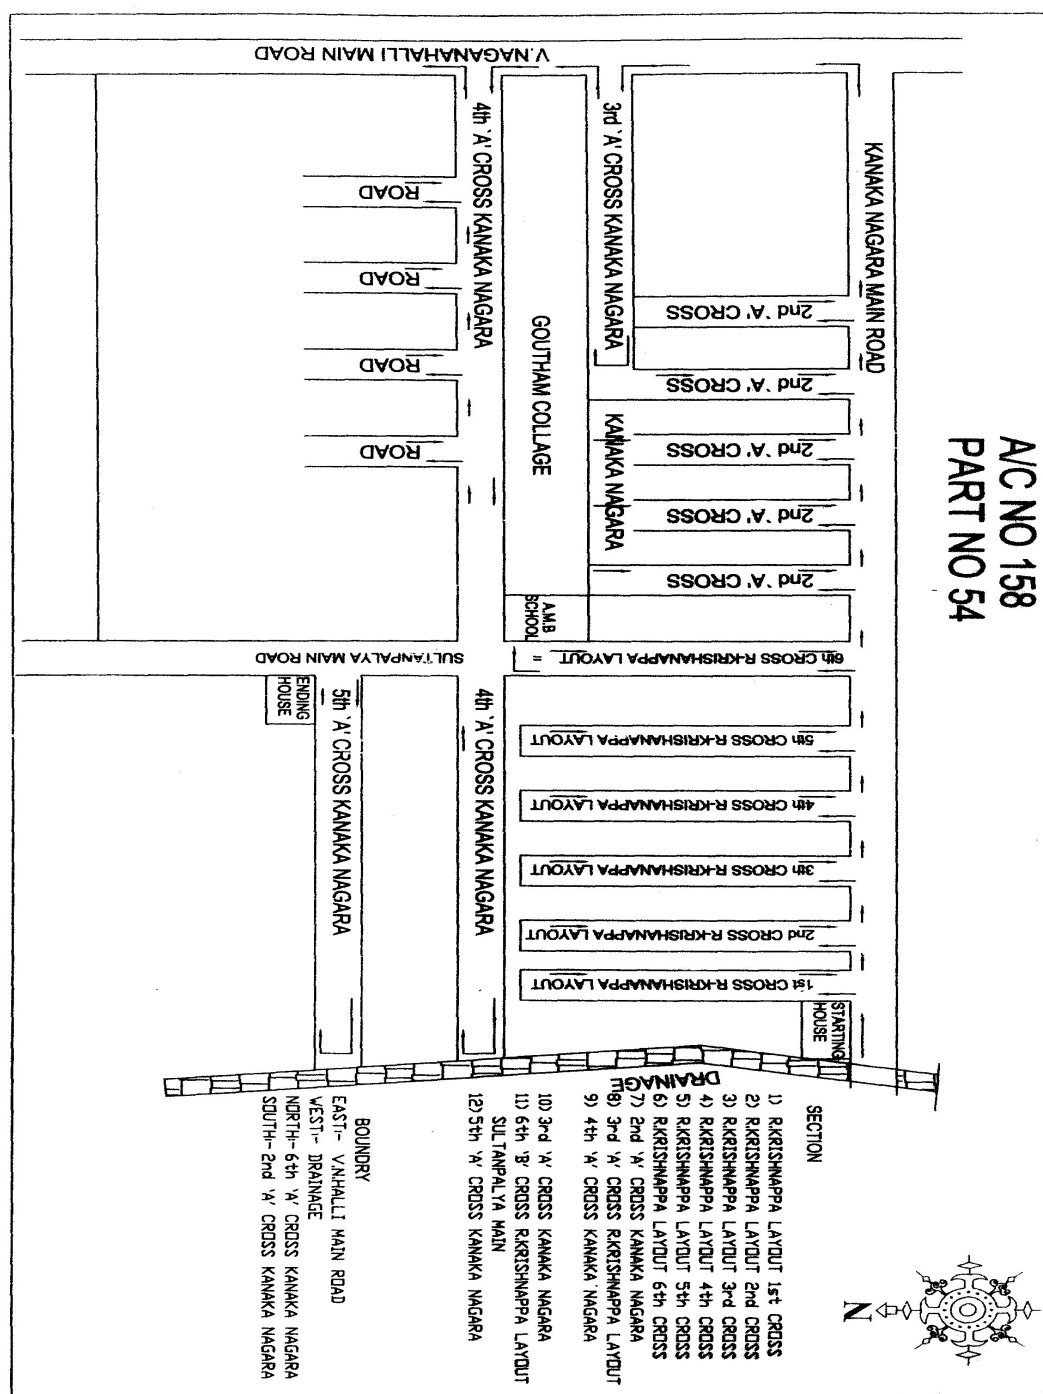 A/C NO 158
PART NO 54
V.NAGANAHALLI MAIN ROAD
KANAKA NAGARA MAIN ROAD
3rd 'A' CROSS KANAKA NAGARA
4th 'A' CROSS KANAKA NAGARA
ROAD
ROAD
ROAD
ROAD
GOUTHAM COLLAGE
KANAKA NAGARA
2nd 'A' CROSS
2nd 'A' CROSS
2nd 'A' CROSS
2nd 'A' CROSS
2nd 'A' CROSS
A.M.B
SCHOOL
SULTANPALYA MAIN ROAD
6th CROSS R-KRISHANAPPA LAYOUT =
ENDING
HOUSE
5th 'A' CROSS KANAKA NAGARA
4th 'A' CROSS KANAKA NAGARA
5th CROSS R-KRISHANAPPA LAYOUT
4th CROSS R-KRISHANAPPA LAYOUT
3th CROSS R-KRISHANAPPA LAYOUT
2nd CROSS R-KRISHANAPPA LAYOUT
1st CROSS R-KRISHANAPPA LAYOUT
STARTING
HOUSE
DRAINAGE
SECTION
1) R.KRISHNAPPA LAYOUT 1st CROSS
2) R.KRISHNAPPA LAYOUT 2nd CROSS
3) R.KRISHNAPPA LAYOUT 3rd CROSS
4) R.KRISHNAPPA LAYOUT 4th CROSS
5) R.KRISHNAPPA LAYOUT 5th CROSS
6) R.KRISHNAPPA LAYOUT 6th CROSS
7) 2nd 'A' CROSS KANAKA NAGARA
8) 3rd 'A' CROSS R.KRISHNAPPA LAYOUT
9) 4th 'A' CROSS KANAKA NAGARA
10) 3rd 'A' CROSS KANAKA NAGARA
11) 6th 'B' CROSS R.KRISHNAPPA LAYOUT
SULTANPALYA MAIN
12) 5th 'A' CROSS KANAKA NAGARA
BOUNDRY
EAST:- V.N.HALLI MAIN ROAD
WEST:- DRAINAGE
NORTH:- 6th 'A' CROSS KANAKA NAGARA
SOUTH:- 2nd 'A' CROSS KANAKA NAGARA
N